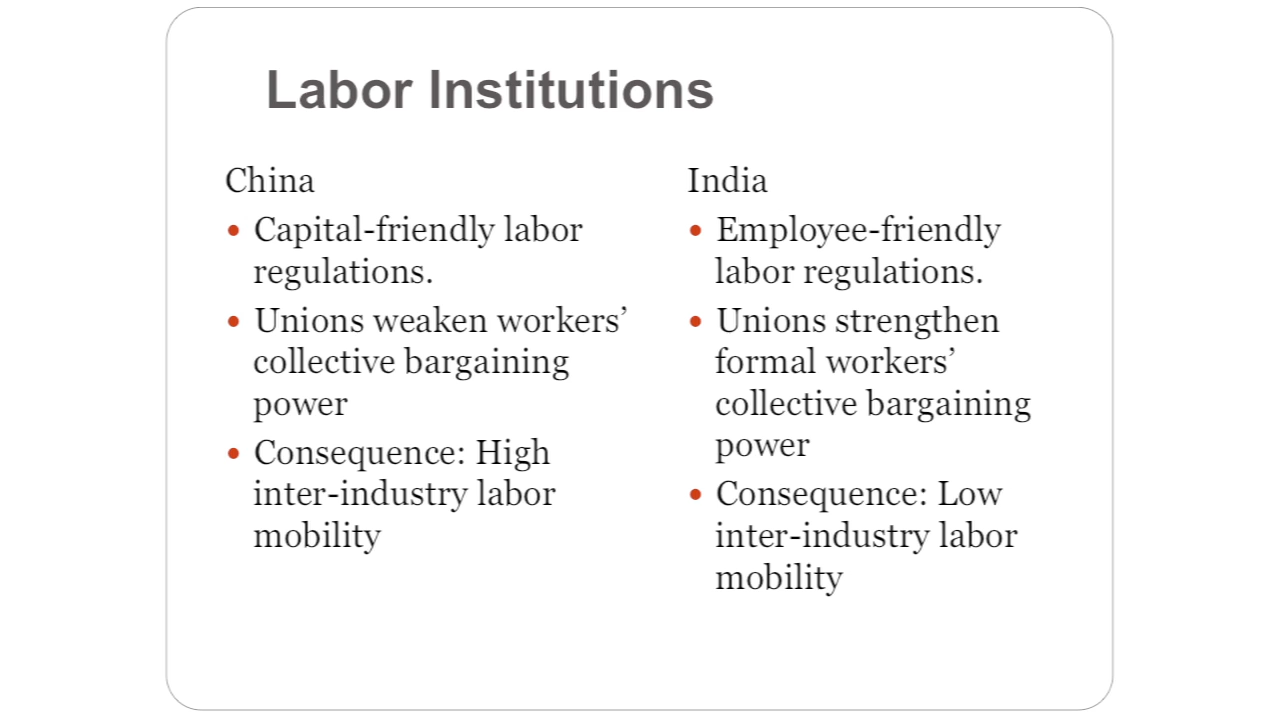 Labor Institutions
China
• Capital-friendly labor
regulations.
• Unions weaken workers’
collective bargaining
power
• Consequence: High
inter-industry labor
mobility
India
• Employee-friendly
labor regulations.
• Unions strengthen
formal workers’
collective bargaining
power
• Consequence: Low
inter-industry labor
mobility